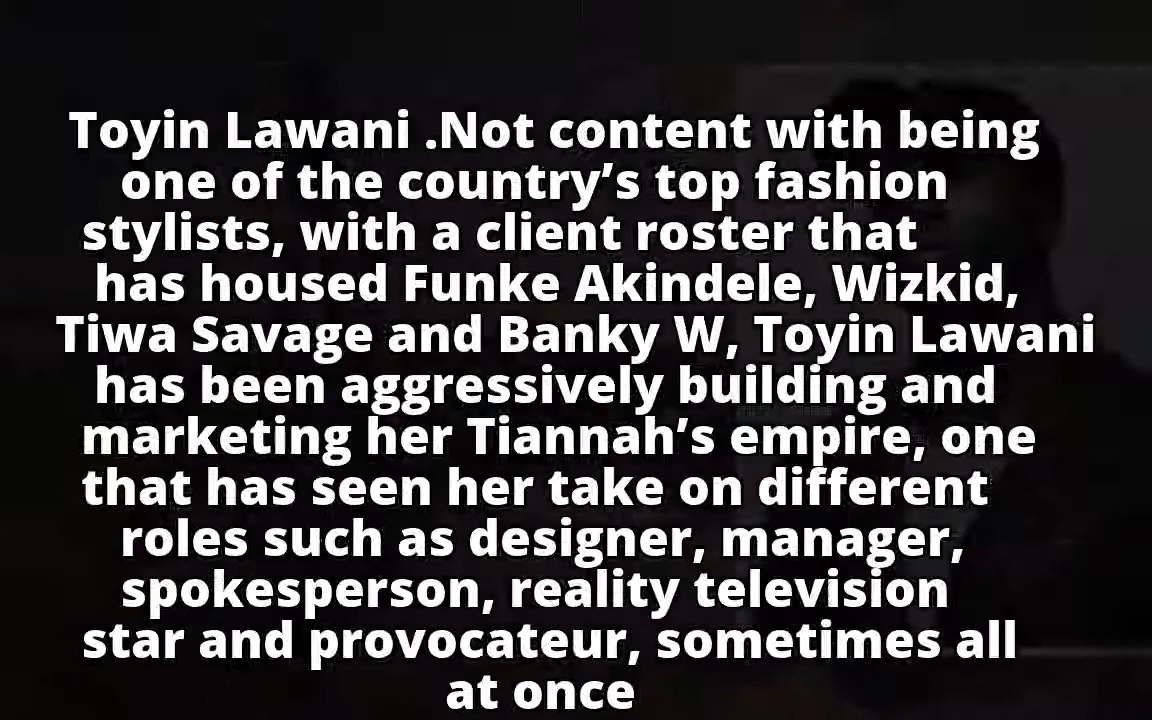 Toyin Lawani .Not content with being
one of the country’s top fashion
stylists, with a client roster that
has housed Funke Akindele, Wizkid,
Tiwa Savage and Banky W, Toyin Lawani
has been aggressively building and
marketing her Tiannah’s empire, one
that has seen her take on different
roles such as designer, manager,
spokesperson, reality television
star and provocateur, sometimes all
at once